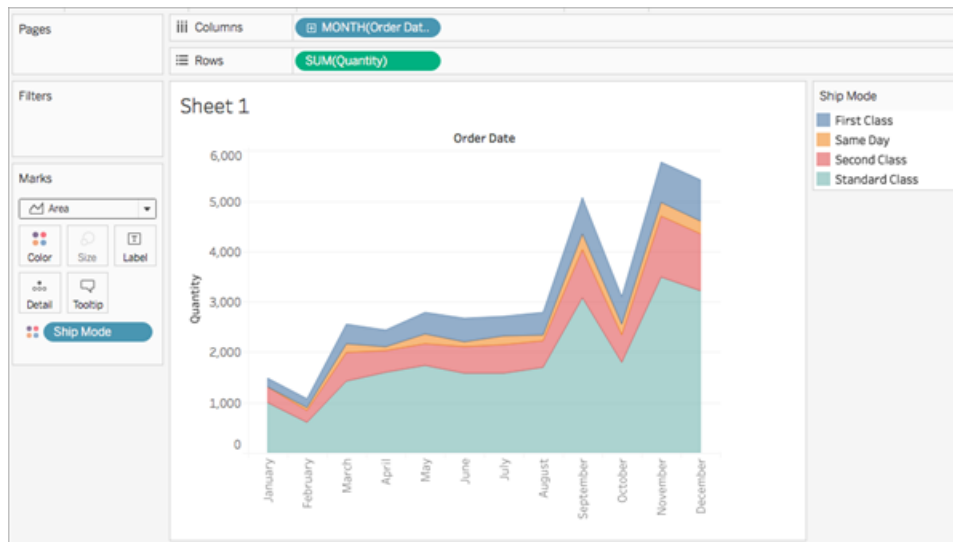 Pages
Columns
MONTH(Order Dat..
Rows
SUM(Quantity)
Filters
Marks
Area
Color
Size
Label
Detail
Tooltip
Ship Mode
Sheet 1
Order Date
Quantity
6,000
5,000
4,000
3,000
2,000
1,000
0
January
February
March
April
May
June
July
August
September
October
November
December
Ship Mode
First Class
Same Day
Second Class
Standard Class